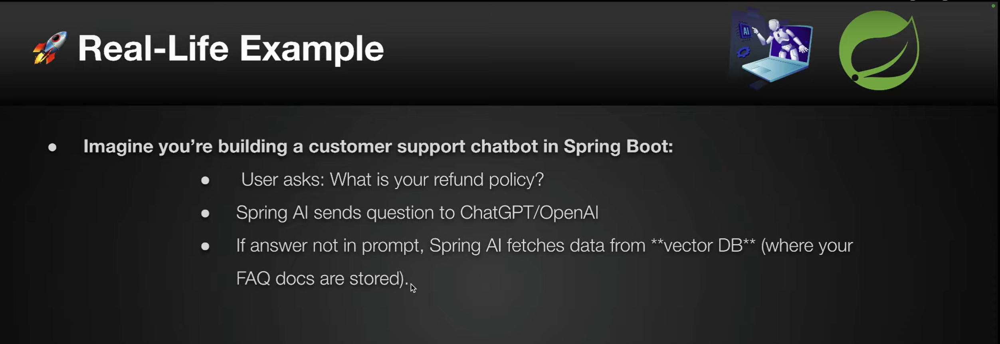 🚀 Real-Life Example
AI
● Imagine you’re building a customer support chatbot in Spring Boot:
● User asks: What is your refund policy?
● Spring AI sends question to ChatGPT/OpenAI
● If answer not in prompt, Spring AI fetches data from **vector DB** (where your
FAQ docs are stored).